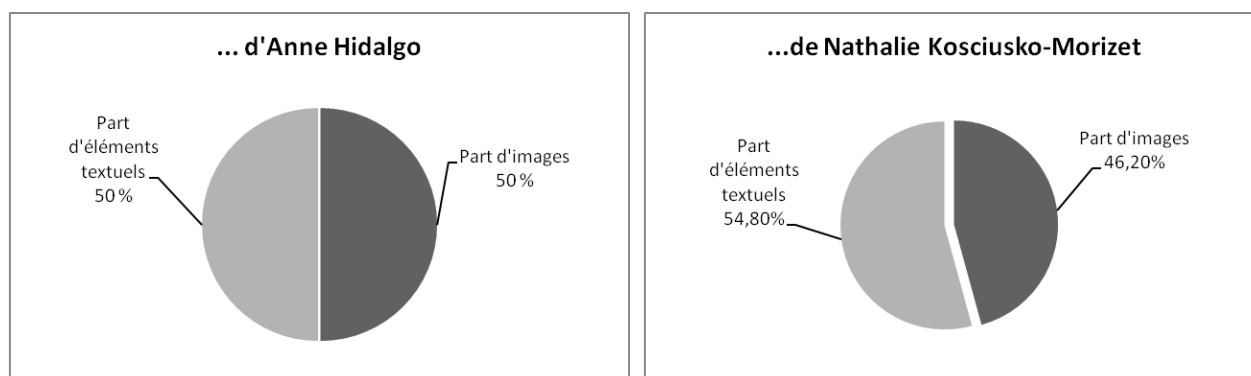 ... d'Anne Hidalgo
Part
d'éléments
textuels
50 %
Part d'images
50 %
...de Nathalie Kosciusko-Morizet
Part
d'éléments
textuels
54,80%
Part d'images
46,20%